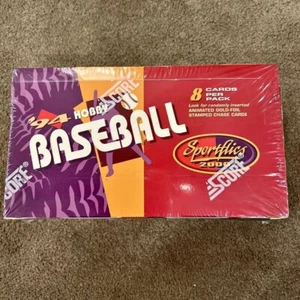 '94 HOBBY
BASEBALL
8 CARDS
PER
PACK
Look for randomly inserted
ANIMATED GOLD-FOIL
STAMPED CHASE CARDS
Sportflics
2000
SCORE
SCORE
SCORE